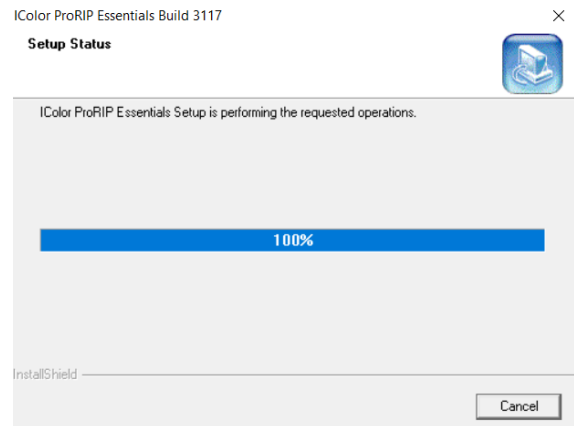 IColor ProRIP Essentials Build 3117
Setup Status
IColor ProRIP Essentials Setup is performing the requested operations.
100%
InstallShield
Cancel